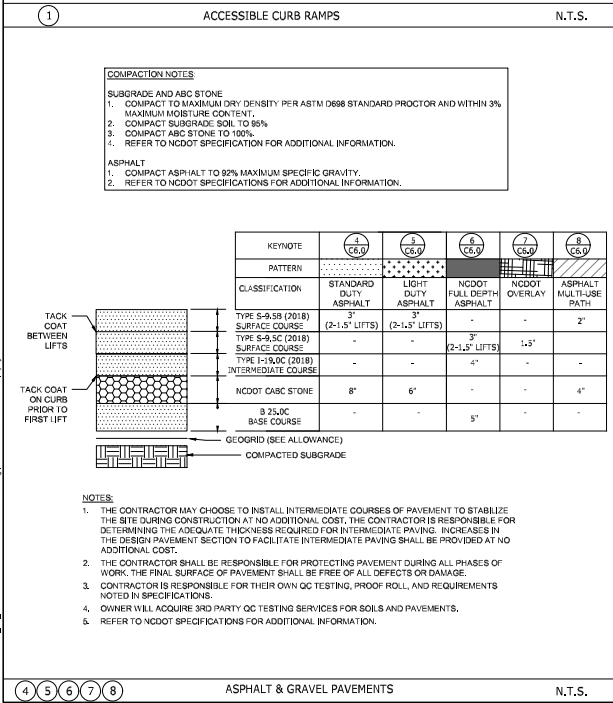 1 ACCESSIBLE CURB RAMPS N.T.S.
COMPACTION NOTES:
SUBGRADE AND ABC STONE
1. COMPACT TO MAXIMUM DRY DENSITY PER ASTM D698 STANDARD PROCTOR AND WITHIN 3%
MAXIMUM MOISTURE CONTENT.
2. COMPACT SUBGRADE SOIL TO 95%
3. COMPACT ABC STONE TO 100%.
4. REFER TO NCDOT SPECIFICATION FOR ADDITIONAL INFORMATION.
ASPHALT
1. COMPACT ASPHALT TO 92% MAXIMUM SPECIFIC GRAVITY.
2. REFER TO NCDOT SPECIFICATIONS FOR ADDITIONAL INFORMATION.
KEYNOTE 4 5 6 7 8
C6.0 C6.0 C6.0 C6.0 C6.0
PATTERN
CLASSIFICATION STANDARD LIGHT NCDOT NCDOT ASPHALT
DUTY DUTY FULL DEPTH OVERLAY MULTI-USE
ASPHALT ASPHALT ASPHALT PATH
TYPE S-9.5B (2018) 3" 3" - - 2"
SURFACE COURSE (2-1.5" LIFTS) (2-1.5" LIFTS)
TYPE S-9.5C (2018) - - 3" 1.5" -
SURFACE COURSE (2-1.5" LIFTS)
TYPE I-19.0C (2018) - - 4" - -
INTERMEDIATE COURSE
NCDOT CABC STONE 8" 6" - - 4"
B 25.0C - - 5" - -
BASE COURSE
TACK
COAT
BETWEEN
LIFTS
TACK COAT
ON CURB
PRIOR TO
FIRST LIFT
GEOGRID (SEE ALLOWANCE)
COMPACTED SUBGRADE
NOTES:
1. THE CONTRACTOR MAY CHOOSE TO INSTALL INTERMEDIATE COURSES OF PAVEMENT TO STABILIZE
THE SITE DURING CONSTRUCTION AT NO ADDITIONAL COST. THE CONTRACTOR IS RESPONSIBLE FOR
DETERMINING THE ADEQUATE THICKNESS REQUIRED FOR INTERMEDIATE PAVING. INCREASES IN
THE DESIGN PAVEMENT SECTION TO FACILITATE INTERMEDIATE PAVING SHALL BE PROVIDED AT NO
ADDITIONAL COST.
2. THE CONTRACTOR SHALL BE RESPONSIBLE FOR PROTECTING PAVEMENT DURING ALL PHASES OF
WORK. THE FINAL SURFACE OF PAVEMENT SHALL BE FREE OF ALL DEFECTS OR DAMAGE.
3. CONTRACTOR IS RESPONSIBLE FOR THEIR OWN QC TESTING, PROOF ROLL, AND REQUIREMENTS
NOTED IN SPECIFICATIONS.
4. OWNER WILL ACQUIRE 3RD PARTY QC TESTING SERVICES FOR SOILS AND PAVEMENTS.
5. REFER TO NCDOT SPECIFICATIONS FOR ADDITIONAL INFORMATION.
4 5 6 7 8 ASPHALT & GRAVEL PAVEMENTS N.T.S.